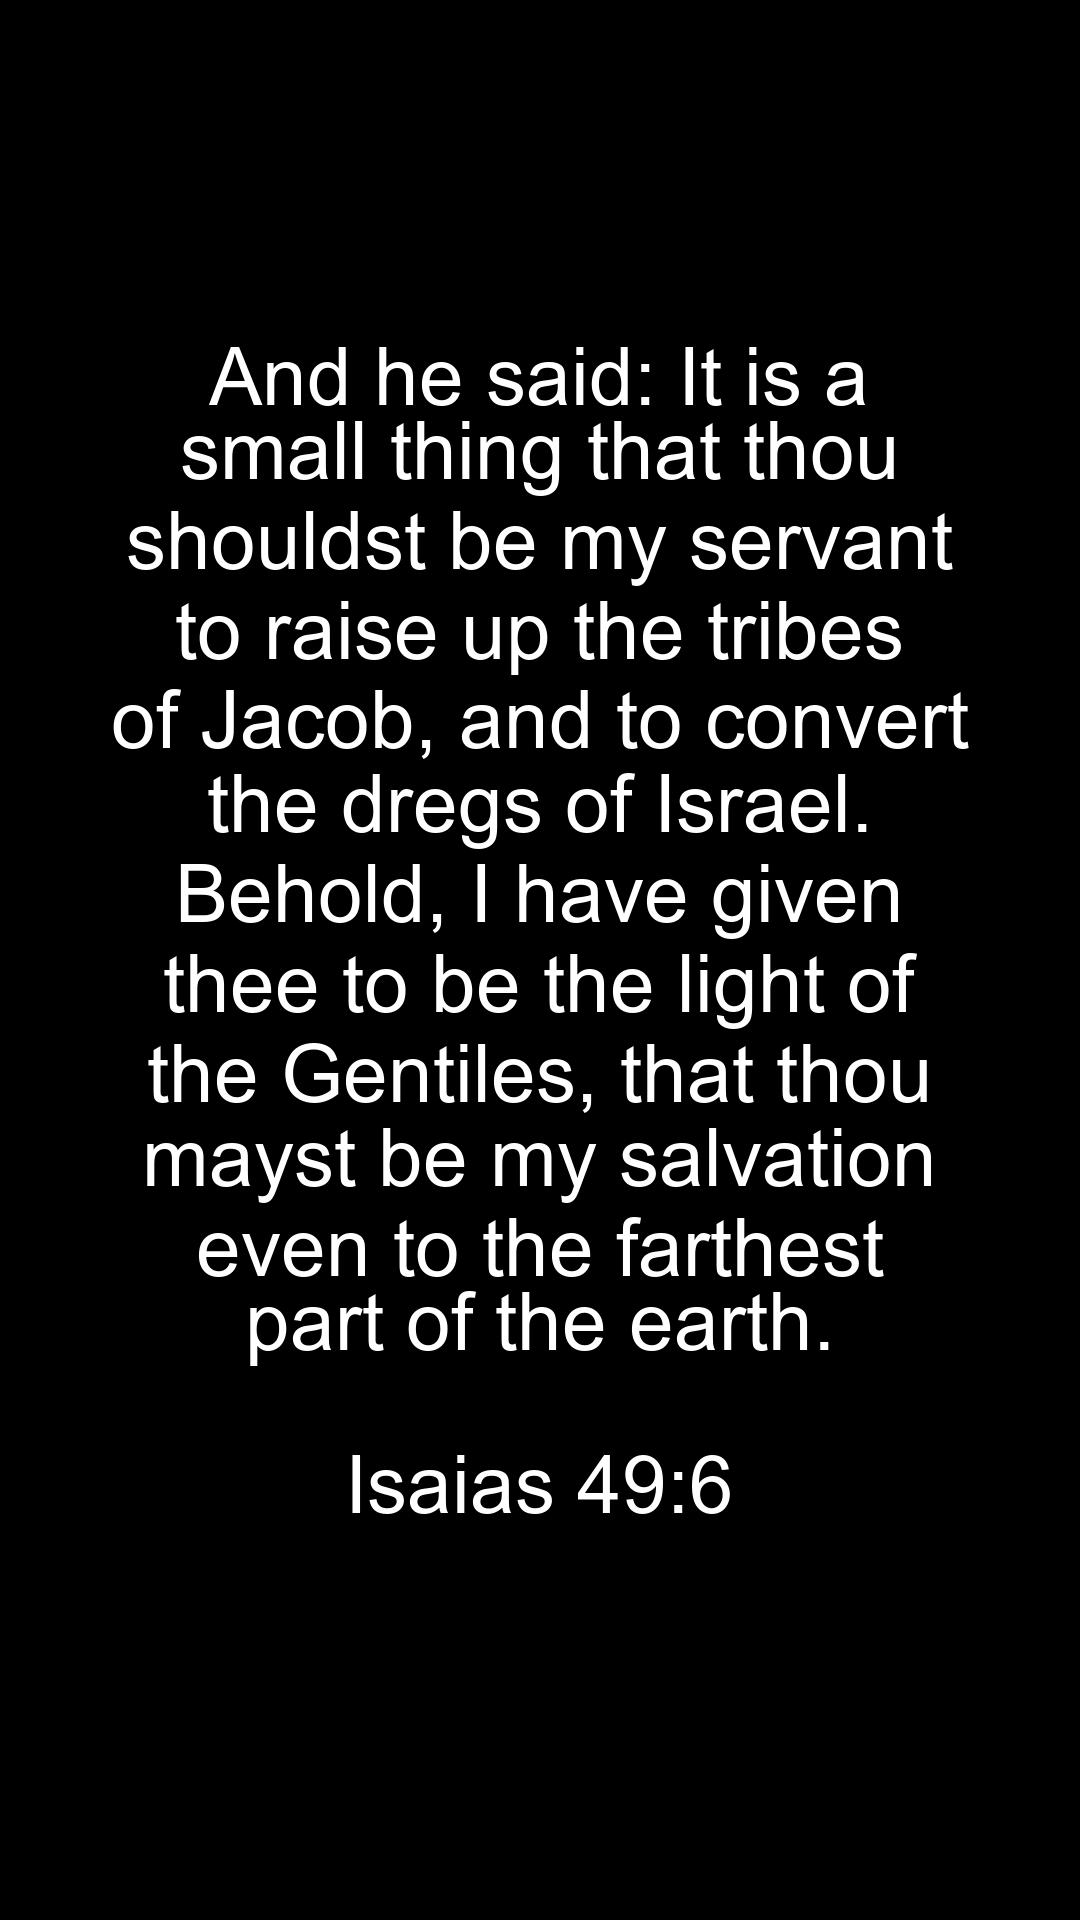 And he said: It is a
small thing that thou
shouldst be my servant
to raise up the tribes
of Jacob, and to convert
the dregs of Israel.
Behold, I have given
thee to be the light of
the Gentiles, that thou
mayst be my salvation
even to the farthest
part of the earth.
Isaias 49:6